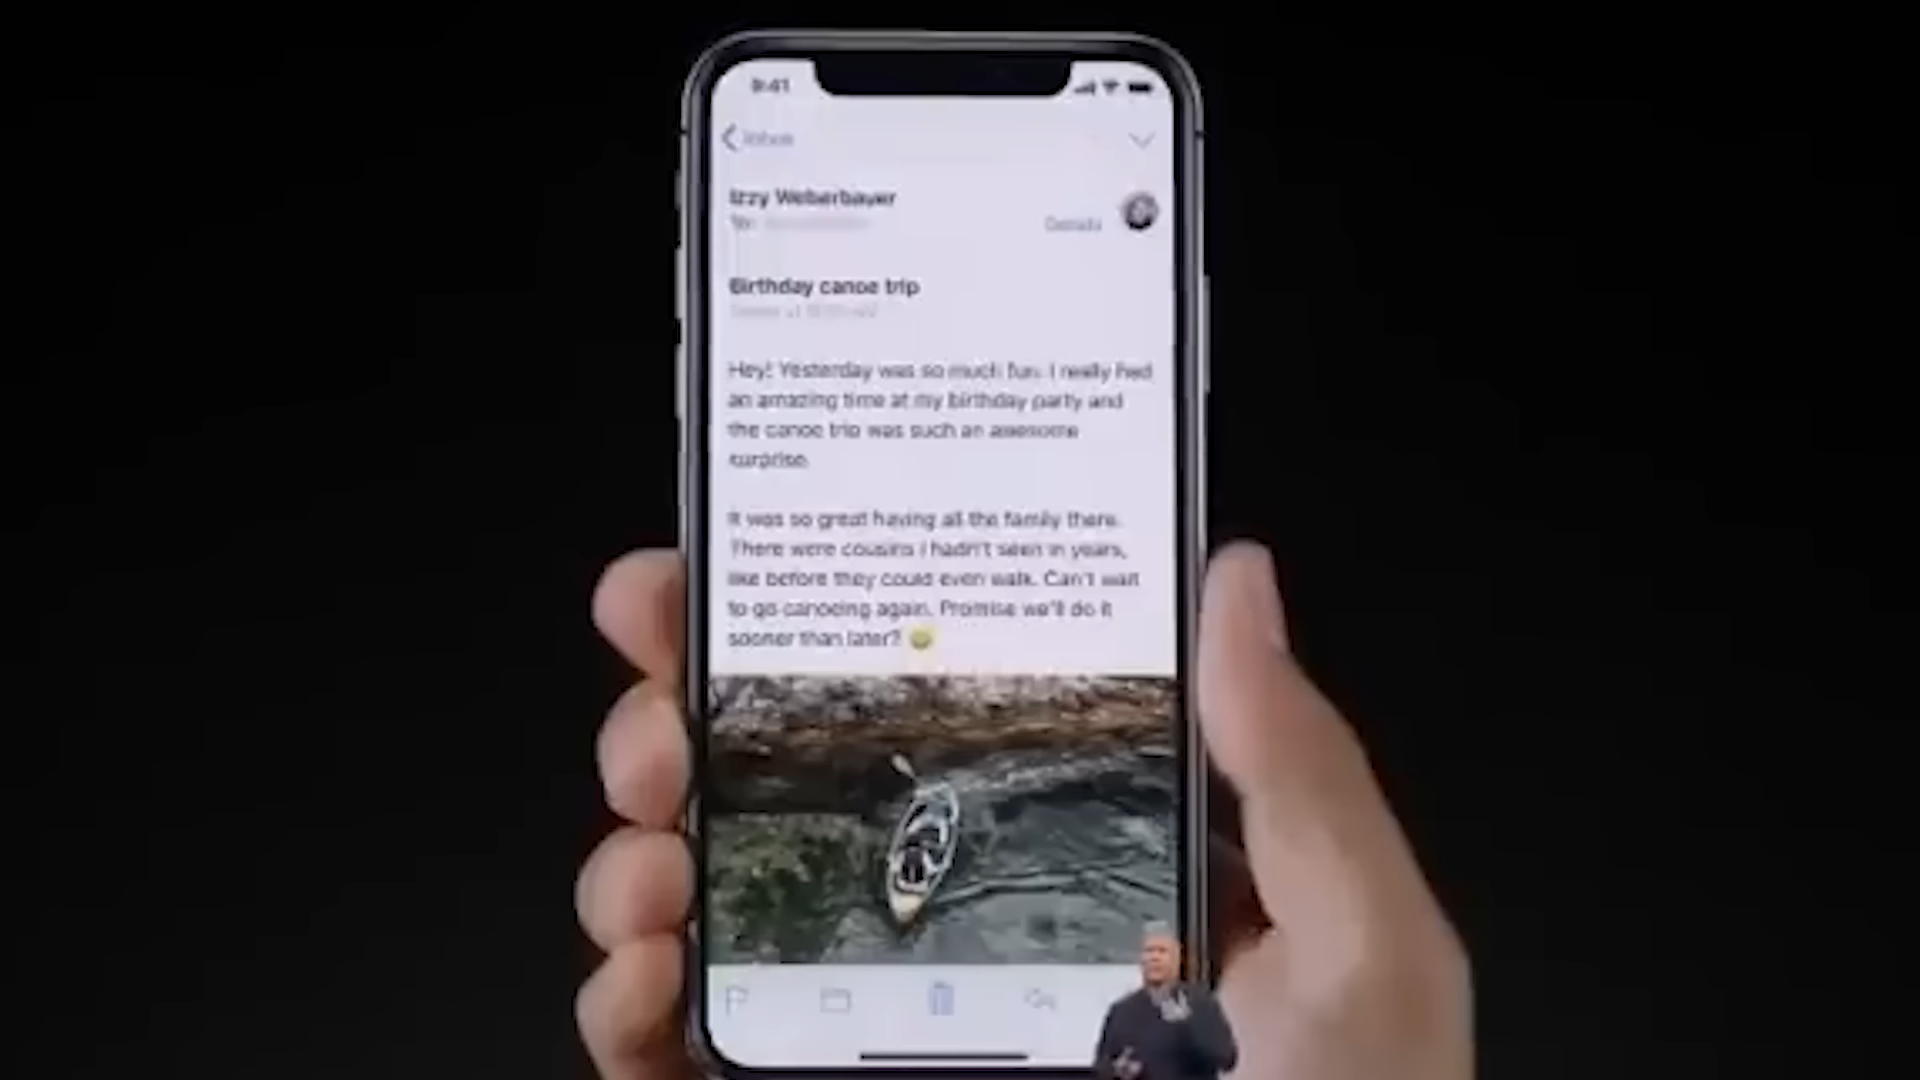 9:41
Inbox
Izzy Weberbauer
To:
Details
Birthday canoe trip
Hey! Yesterday was so much fun. I really had
an amazing time at my birthday party and
the canoe trip was such an awesome
surprise.
It was so great having all the family there.
There were cousins I hadn't seen in years,
like before they could even walk. Can't wait
to go canoeing again. Promise we'll do it
sooner than later? 😀